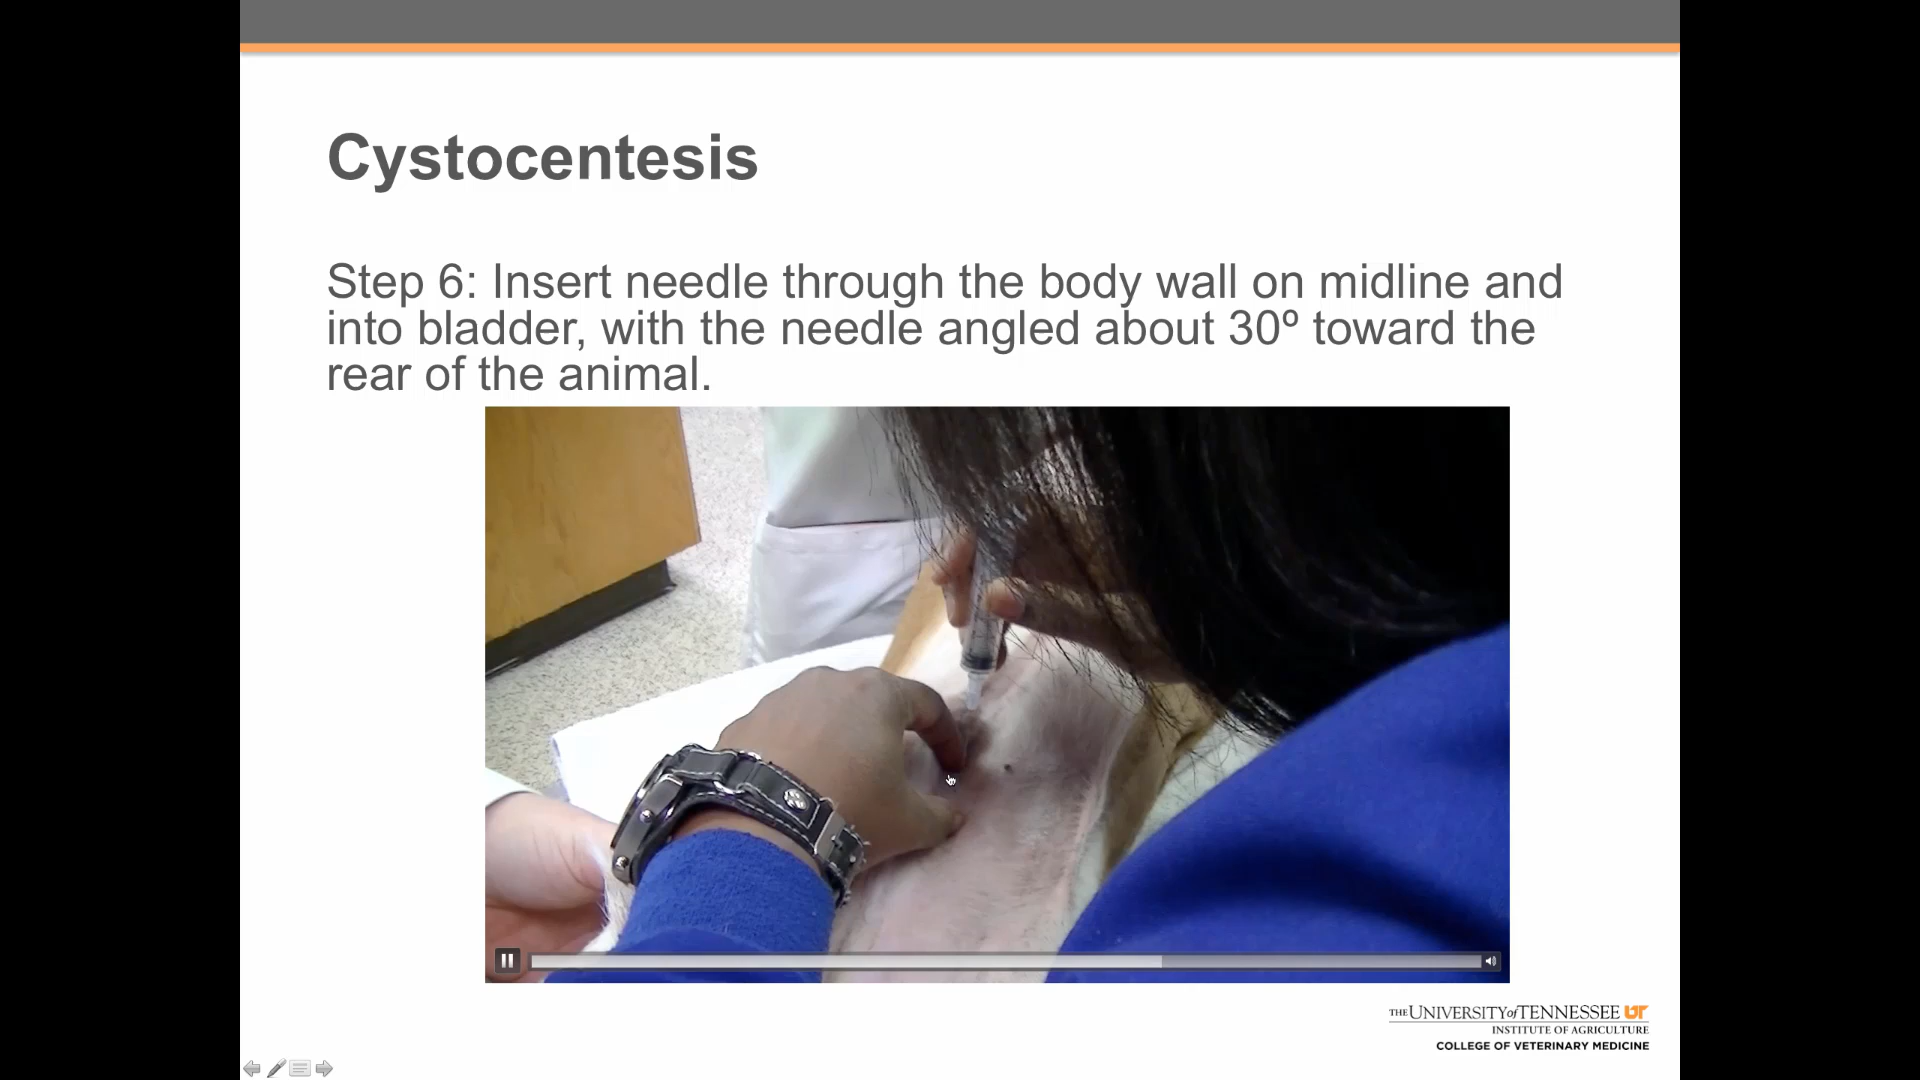 Cystocentesis
Step 6: Insert needle through the body wall on midline and
into bladder, with the needle angled about 30º toward the
rear of the animal.
THE UNIVERSITY of TENNESSEE UT
INSTITUTE OF AGRICULTURE
COLLEGE OF VETERINARY MEDICINE